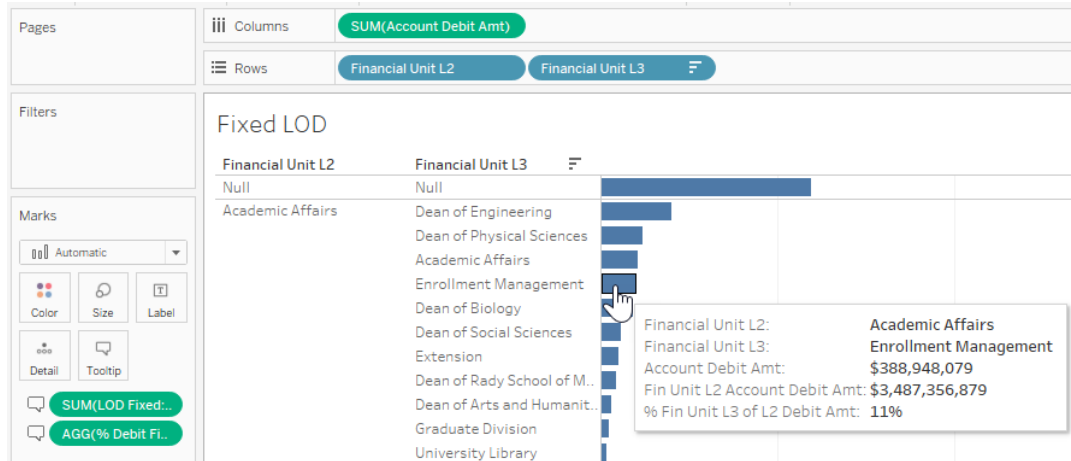 Pages
Columns
SUM(Account Debit Amt)
Rows
Financial Unit L2
Financial Unit L3
Filters
Fixed LOD
Financial Unit L2
Financial Unit L3
Null
Null
Academic Affairs
Dean of Engineering
Dean of Physical Sciences
Academic Affairs
Enrollment Management
Dean of Biology
Dean of Social Sciences
Extension
Dean of Rady School of M..
Dean of Arts and Humanit..
Graduate Division
University Library
Marks
Automatic
Color
Size
Label
Detail
Tooltip
SUM(LOD Fixed:..
AGG(% Debit Fi..
Financial Unit L2: Academic Affairs
Financial Unit L3: Enrollment Management
Account Debit Amt: $388,948,079
Fin Unit L2 Account Debit Amt: $3,487,356,879
% Fin Unit L3 of L2 Debit Amt: 11%